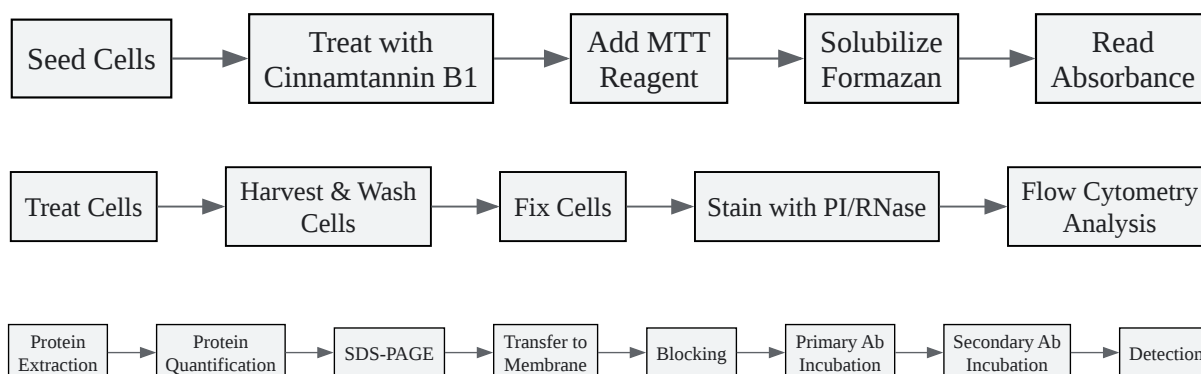 Seed Cells
Treat with
Cinnamtannin B1
Add MTT
Reagent
Solubilize
Formazan
Read
Absorbance
Treat Cells
Harvest & Wash
Cells
Fix Cells
Stain with PI/RNase
Flow Cytometry
Analysis
Protein
Extraction
Protein
Quantification
SDS-PAGE
Transfer to
Membrane
Blocking
Primary Ab
Incubation
Secondary Ab
Incubation
Detection